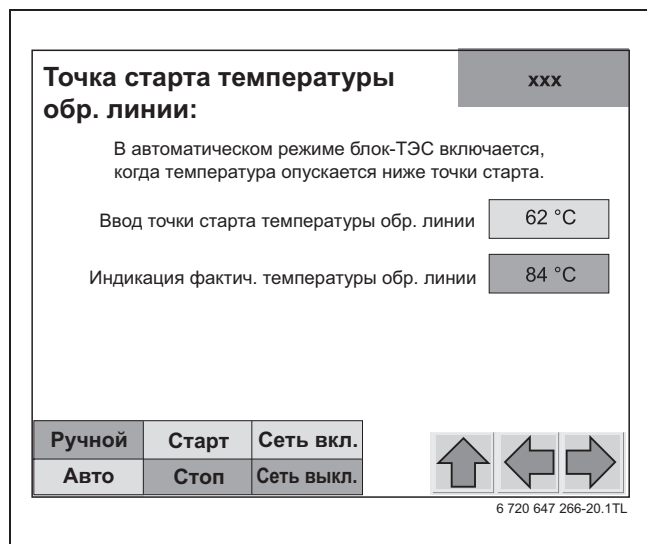 Точка старта температуры
обр. линии:
xxx
В автоматическом режиме блок-ТЭС включается,
когда температура опускается ниже точки старта.
Ввод точки старта температуры обр. линии
62 °C
Индикация фактич. температуры обр. линии
84 °C
Ручной Старт Сеть вкл.
Авто Стоп Сеть выкл.
6 720 647 266-20.1TL